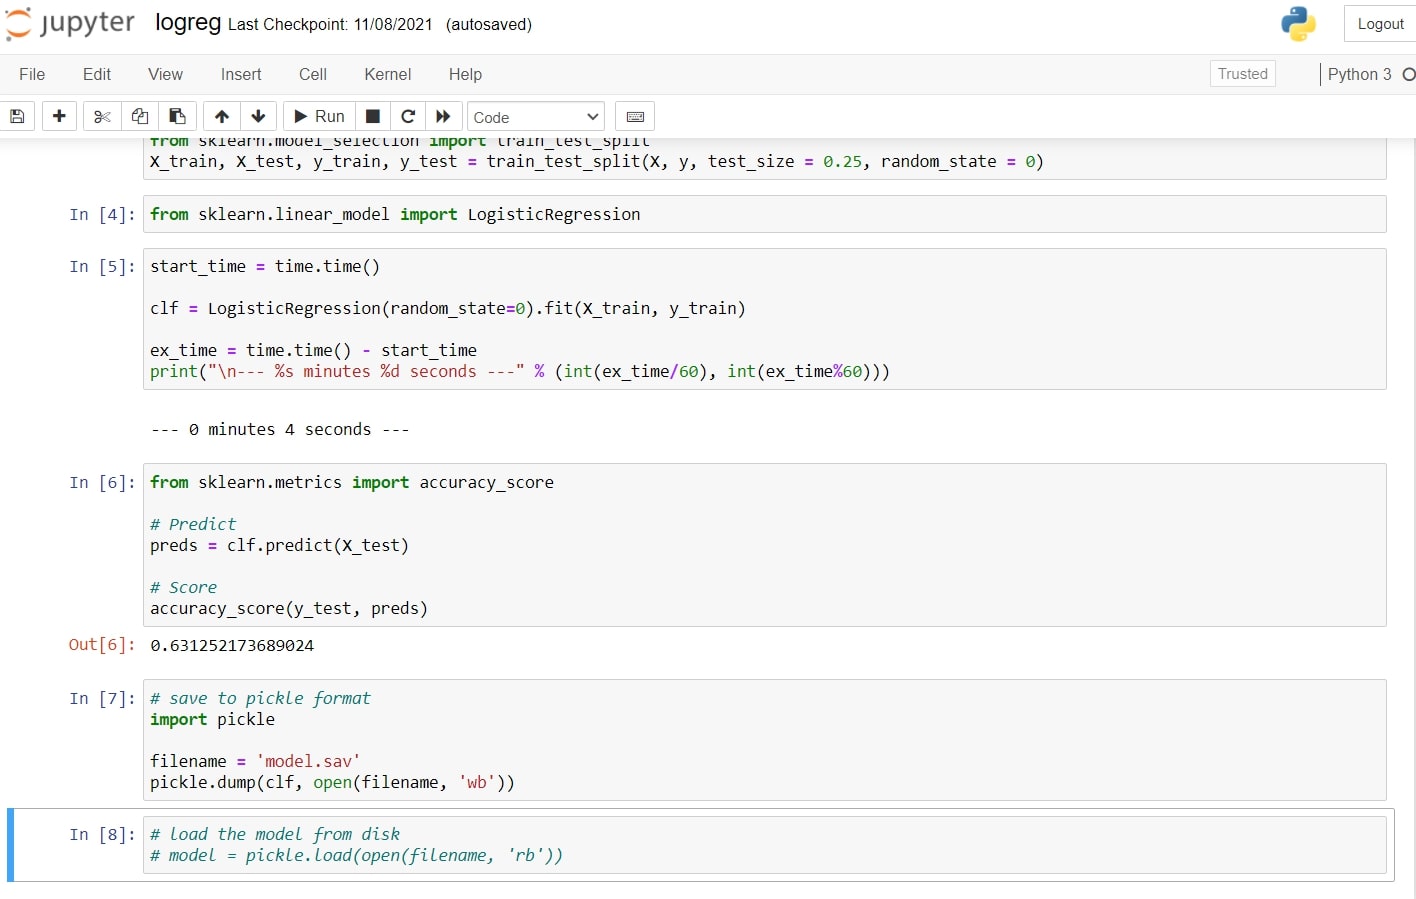 jupyter logreg Last Checkpoint: 11/08/2021 (autosaved)
Logout
File Edit View Insert Cell Kernel Help
Trusted Python 3
Run Code
from sklearn.model_selection import train_test_split
X_train, X_test, y_train, y_test = train_test_split(X, y, test_size = 0.25, random_state = 0)
In [4]: from sklearn.linear_model import LogisticRegression
In [5]: start_time = time.time()
clf = LogisticRegression(random_state=0).fit(X_train, y_train)
ex_time = time.time() - start_time
print("\n--- %s minutes %d seconds ---" % (int(ex_time/60), int(ex_time%60)))
--- 0 minutes 4 seconds ---
In [6]: from sklearn.metrics import accuracy_score
# Predict
preds = clf.predict(X_test)
# Score
accuracy_score(y_test, preds)
Out[6]: 0.631252173689024
In [7]: # save to pickle format
import pickle
filename = 'model.sav'
pickle.dump(clf, open(filename, 'wb'))
In [8]: # load the model from disk
# model = pickle.load(open(filename, 'rb'))